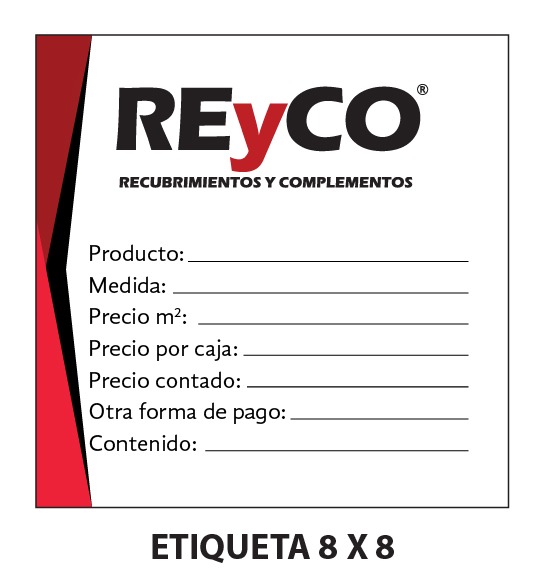 REyCO®
RECUBRIMIENTOS Y COMPLEMENTOS
Producto:
Medida:
Precio m²:
Precio por caja:
Precio contado:
Otra forma de pago:
Contenido:
ETIQUETA 8 X 8